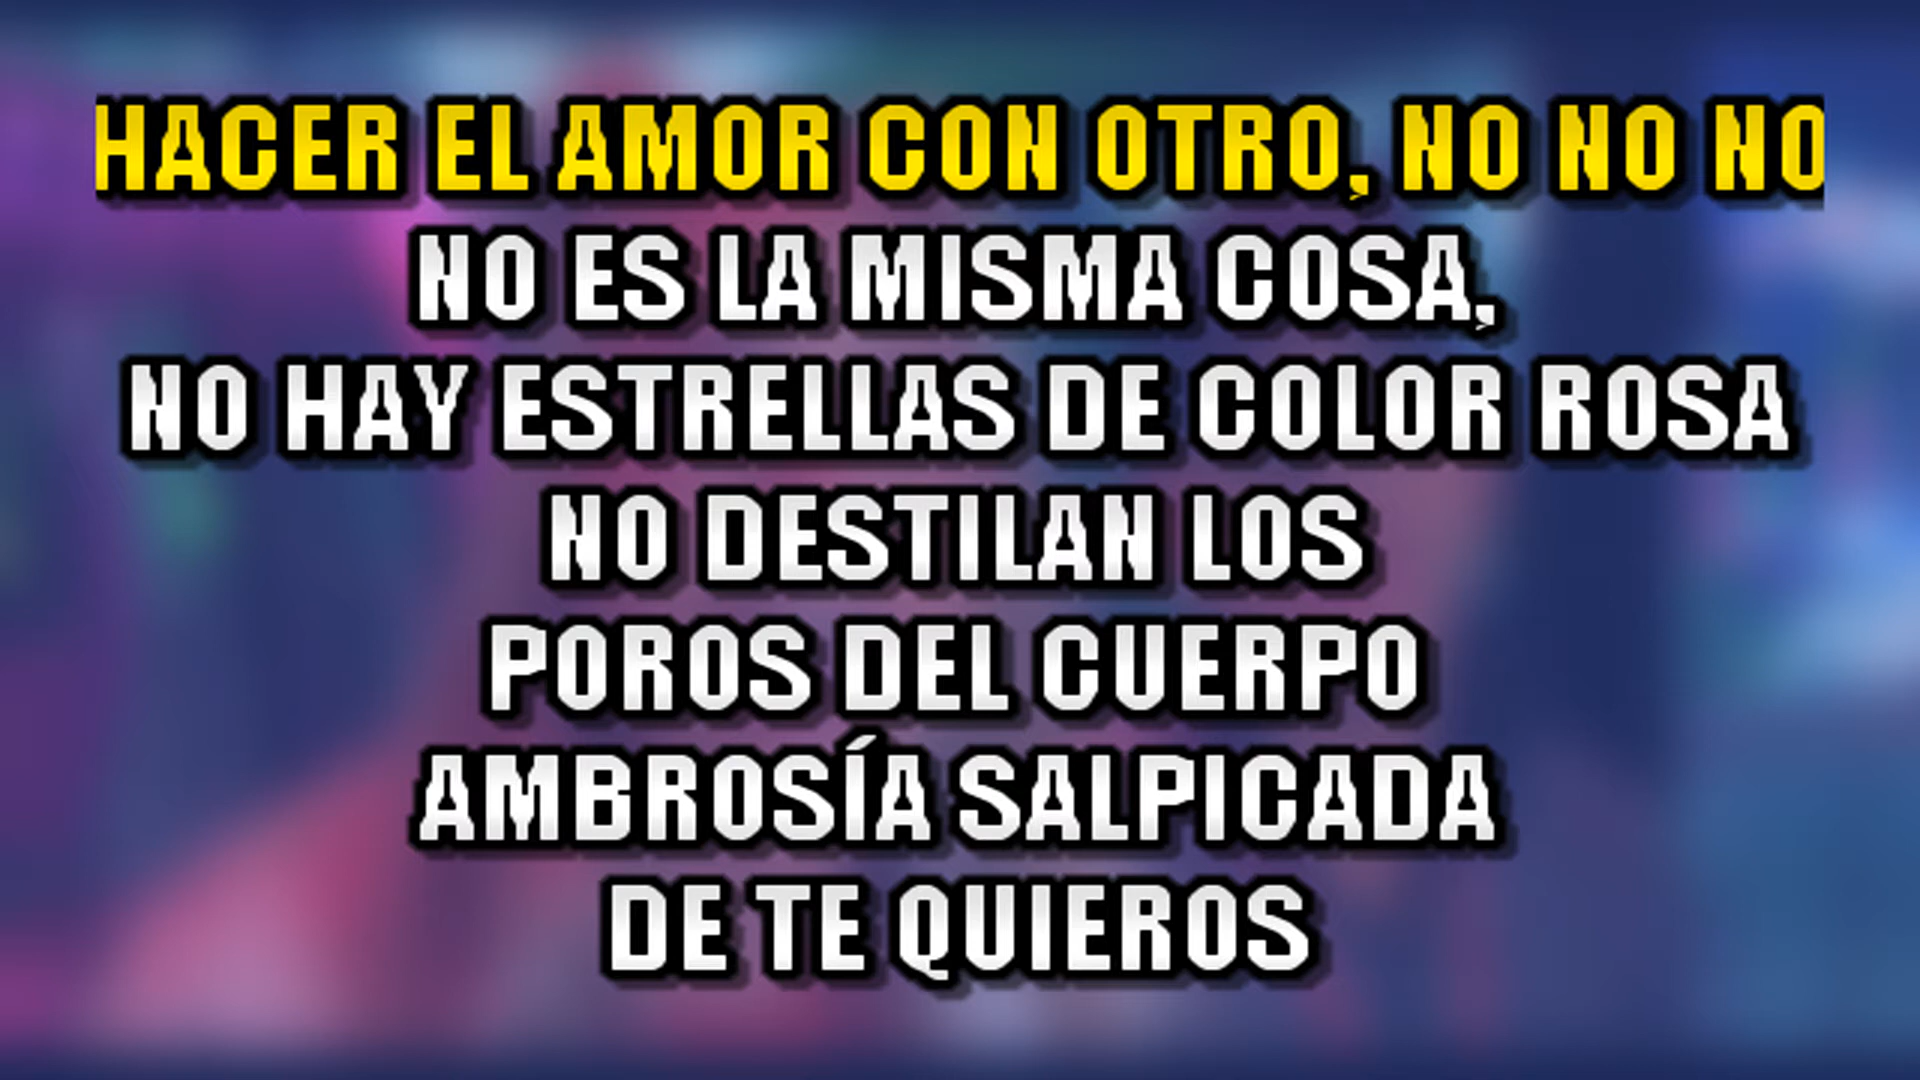 HACER EL AMOR CON OTRO, NO NO NO
NO ES LA MISMA COSA,
NO HAY ESTRELLAS DE COLOR ROSA
NO DESTILAN LOS
POROS DEL CUERPO
AMBROSÍA SALPICADA
DE TE QUIEROS